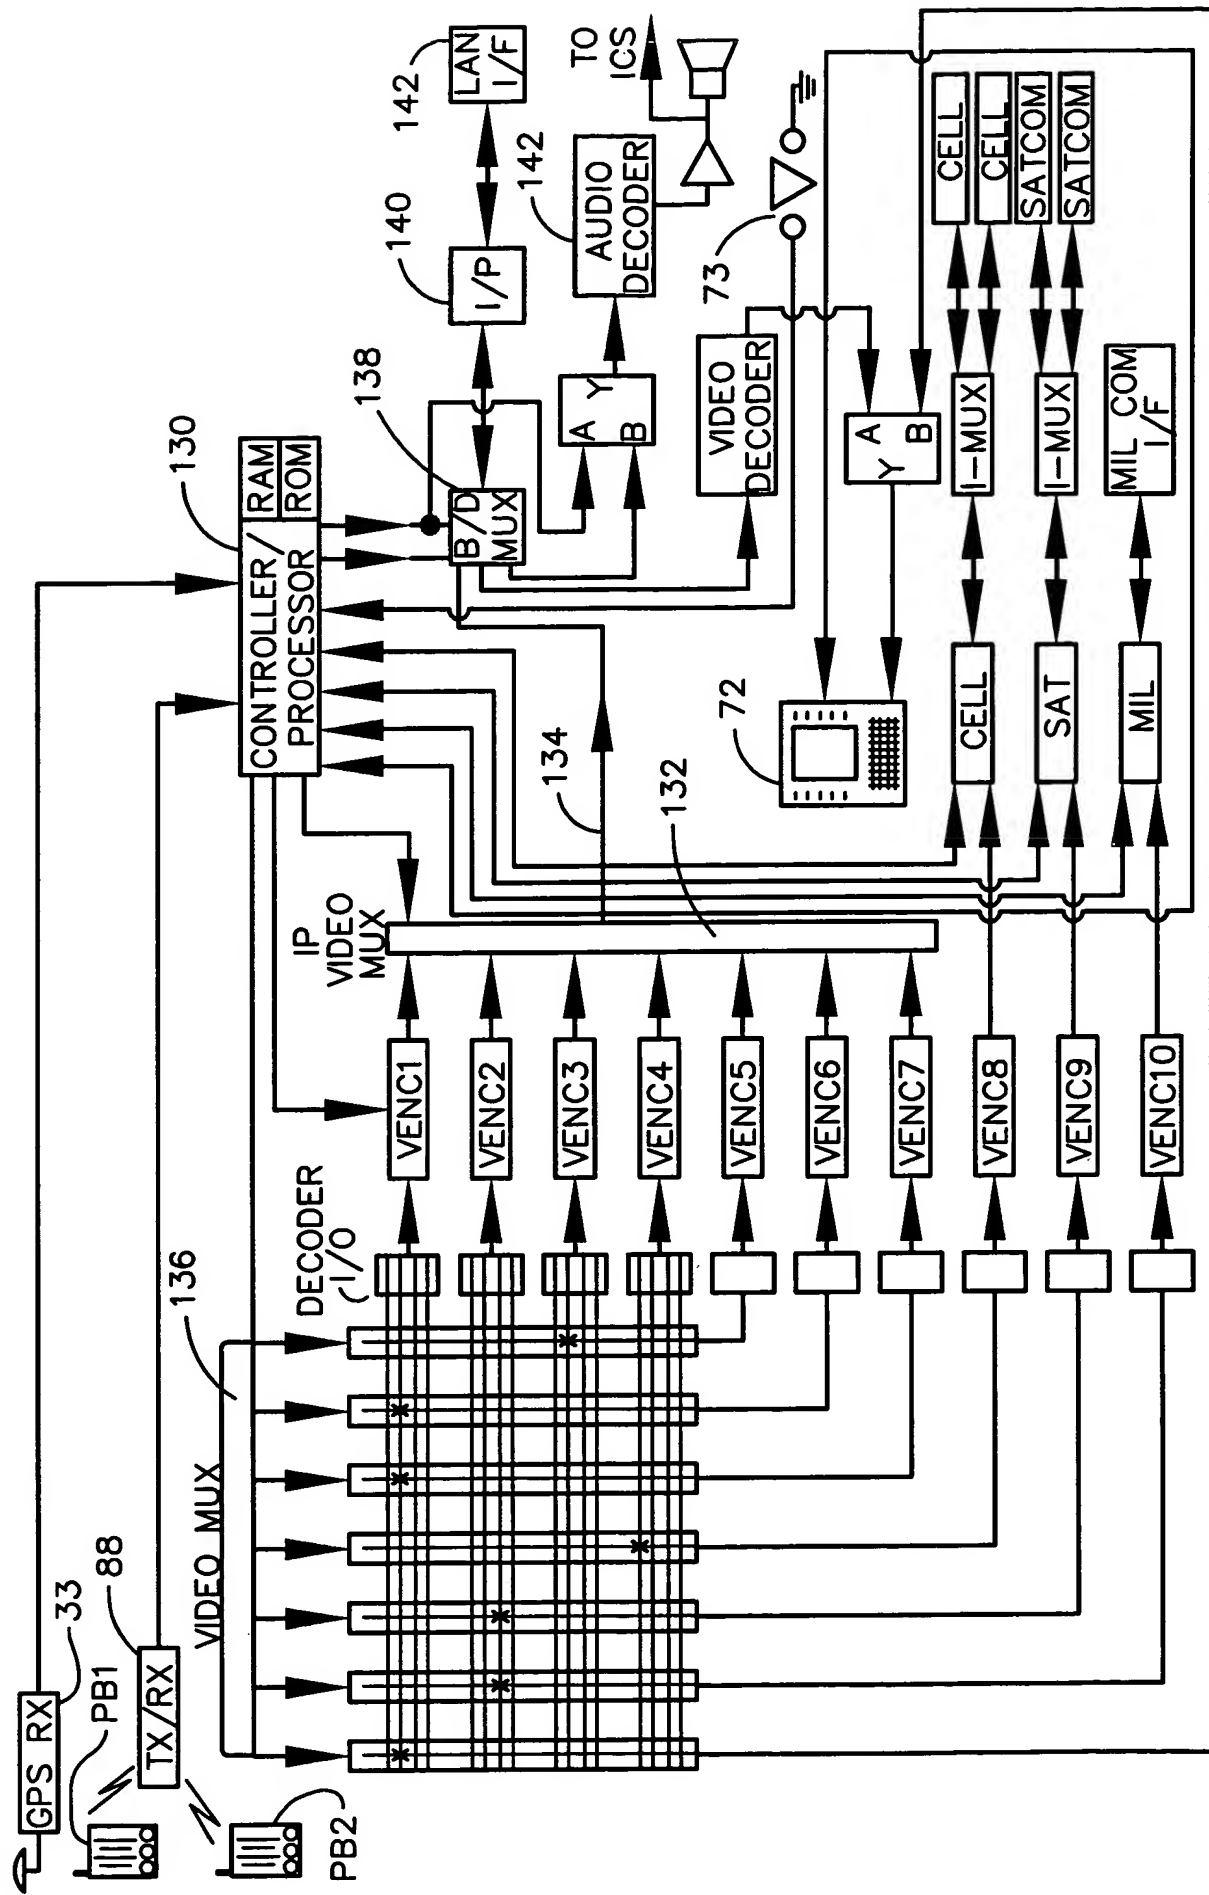 GPS RX
33
PB1
TX/RX
88
PB2
VIDEO MUX
136
DECODER
I/O
VENC1
VENC2
VENC3
VENC4
VENC5
VENC6
VENC7
VENC8
VENC9
VENC10
IP
VIDEO
MUX
132
134
CONTROLLER/
PROCESSOR
RAM
ROM
130
B/D
MUX
138
I/P
140
LAN
I/F
142
A
B
Y
AUDIO
DECODER
142
TO
ICS
VIDEO
DECODER
73
A
B
Y
72
CELL
SAT
MIL
I-MUX
I-MUX
MIL COM
I/F
CELL
CELL
SATCOM
SATCOM